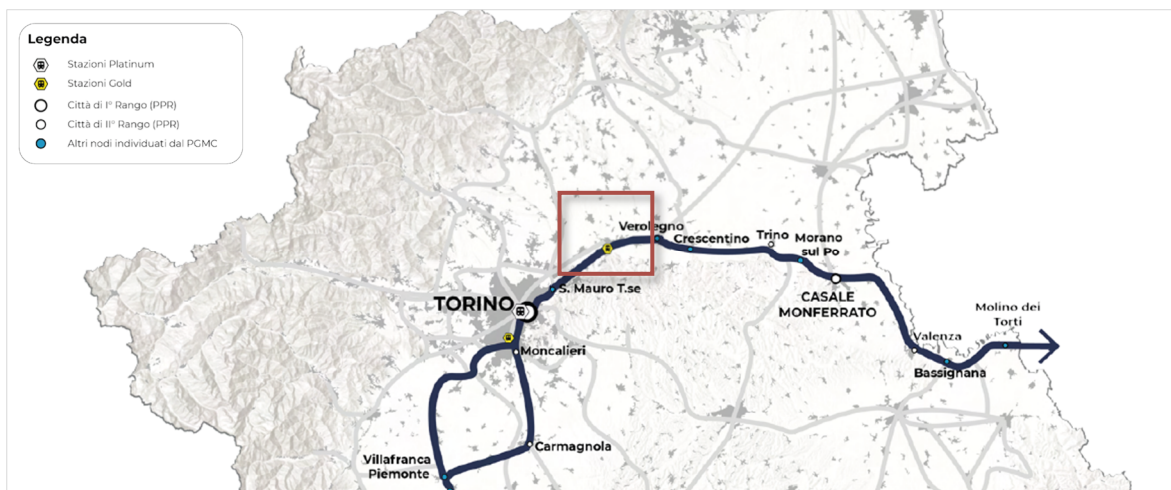 Legenda
Stazioni Platinum
Stazioni Gold
Città di I° Rango (PPR)
Città di II° Rango (PPR)
Altri nodi individuati dal PGMC
Verolegno
Crescentino
Trino
Morano
sul Po
S. Mauro T.se
TORINO
CASALE
MONFERRATO
Molino dei
Torti
Valenza
Moncalieri
Bassignana
Carmagnola
Villafranca
Piemonte